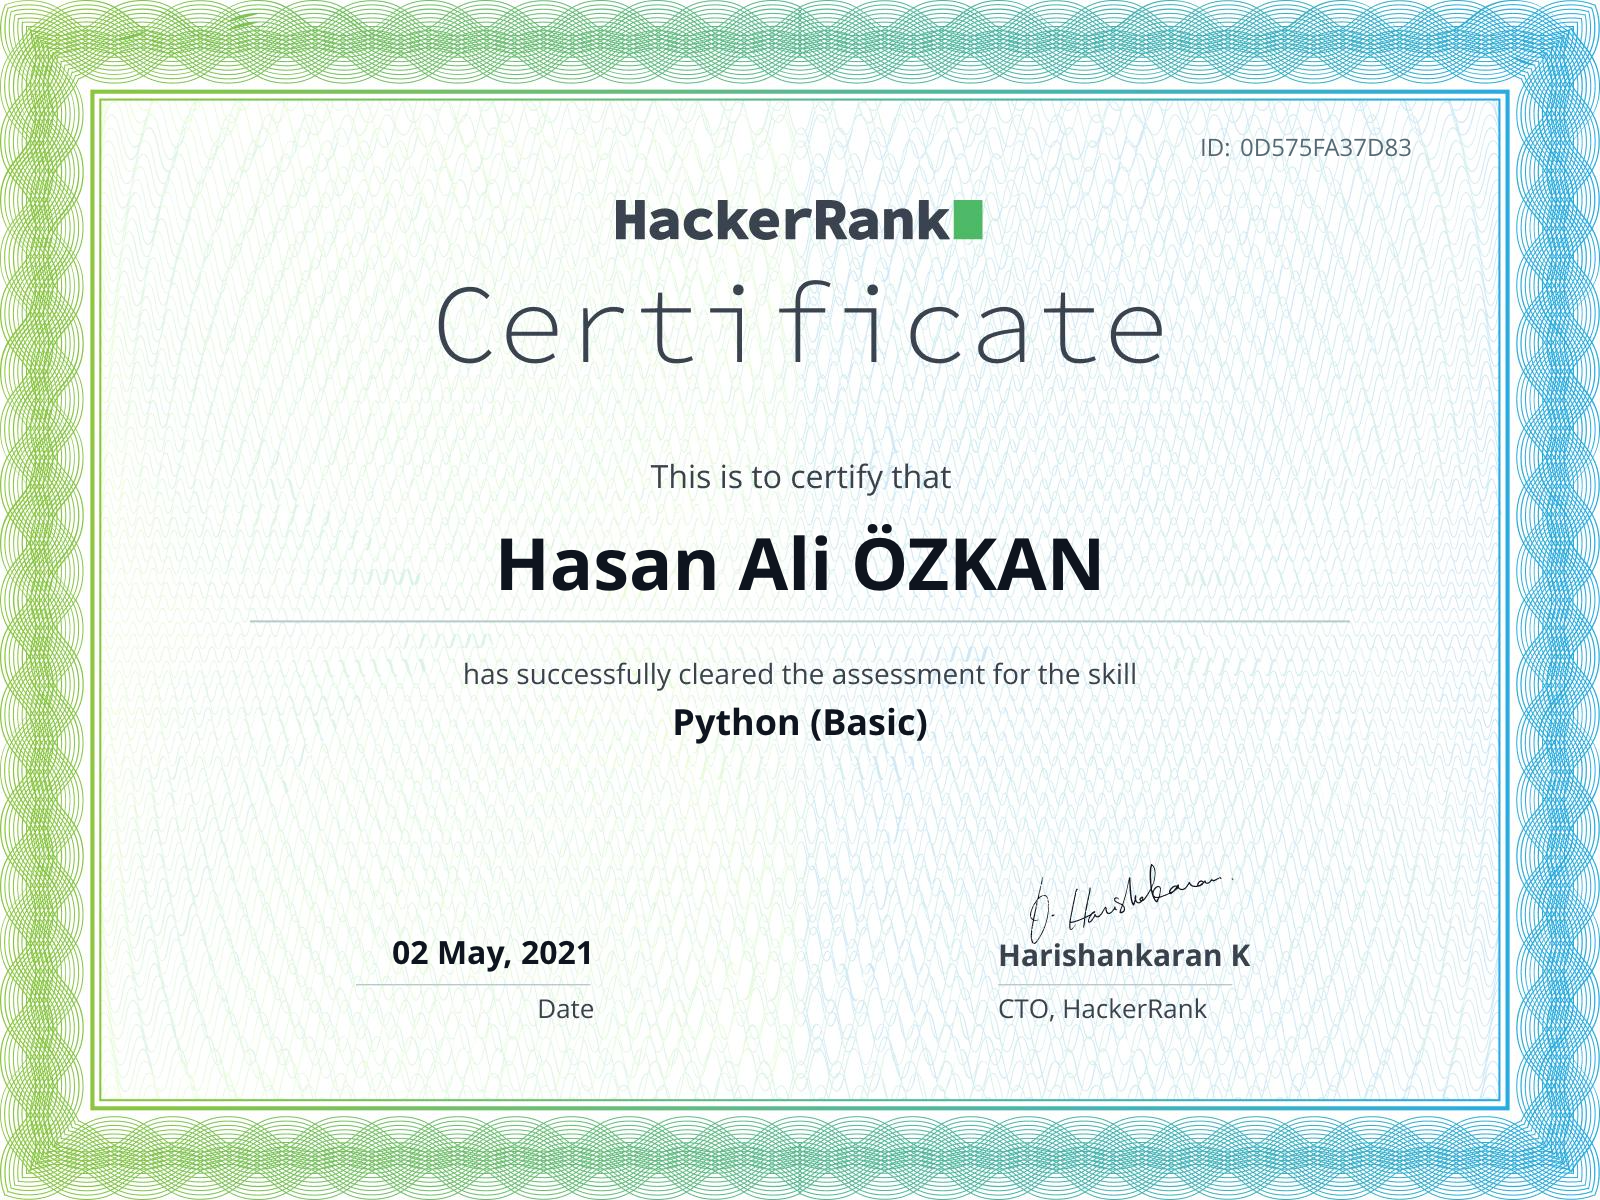 ID: 0D575FA37D83
HackerRank
Certificate
This is to certify that
Hasan Ali ÖZKAN
has successfully cleared the assessment for the skill
Python (Basic)
02 May, 2021
Date
Harishankaran K
CTO, HackerRank